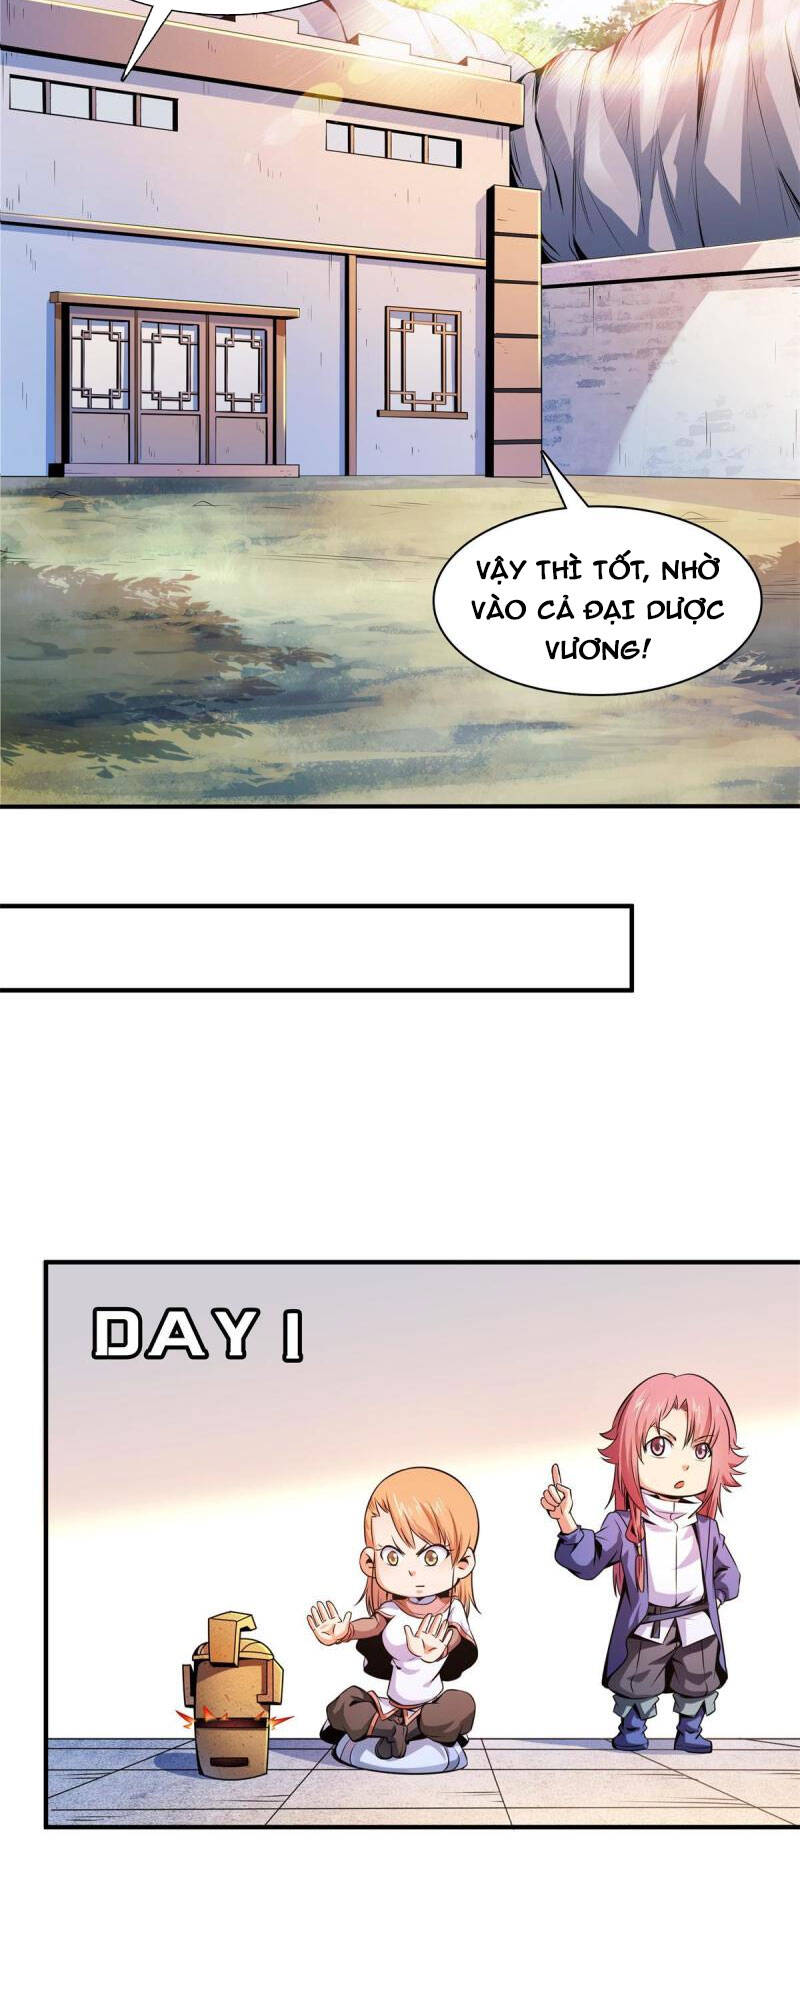 VẬY THÌ TỐT, NHỜ
VÀO CẢ ĐẠI DƯỢC
VƯƠNG!
DAY 1